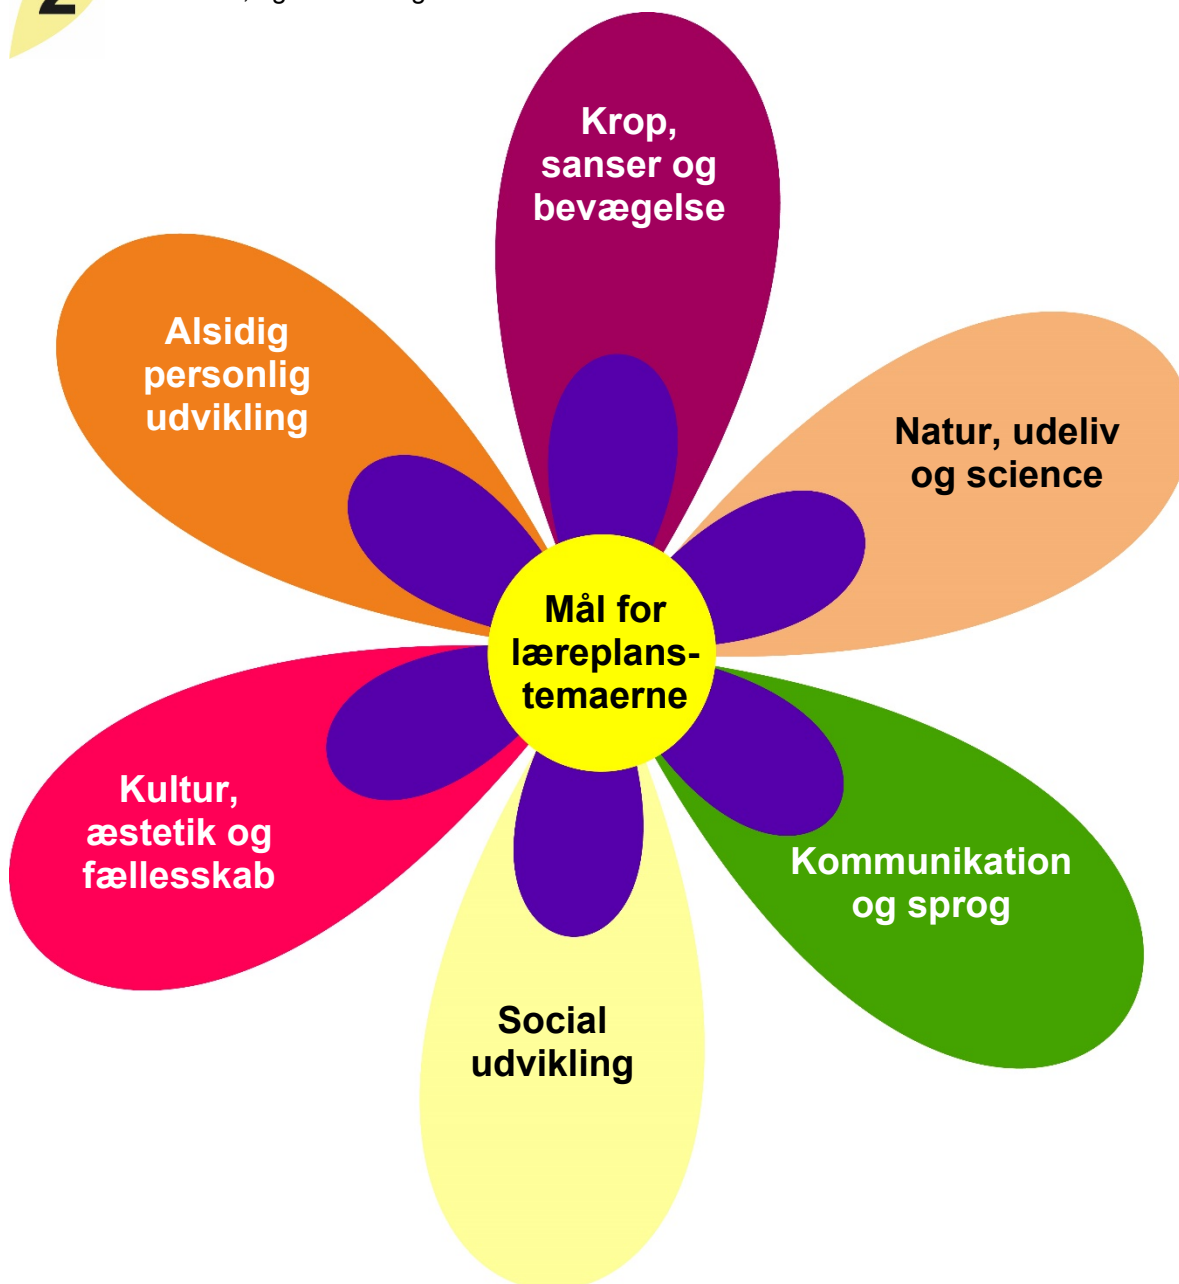 Krop,
sanser og
bevægelse
Alsidig
personlig
udvikling
Natur, udeliv
og science
Mål for
læreplans-
temaerne
Kultur,
æstetik og
fællesskab
Kommunikation
og sprog
Social
udvikling